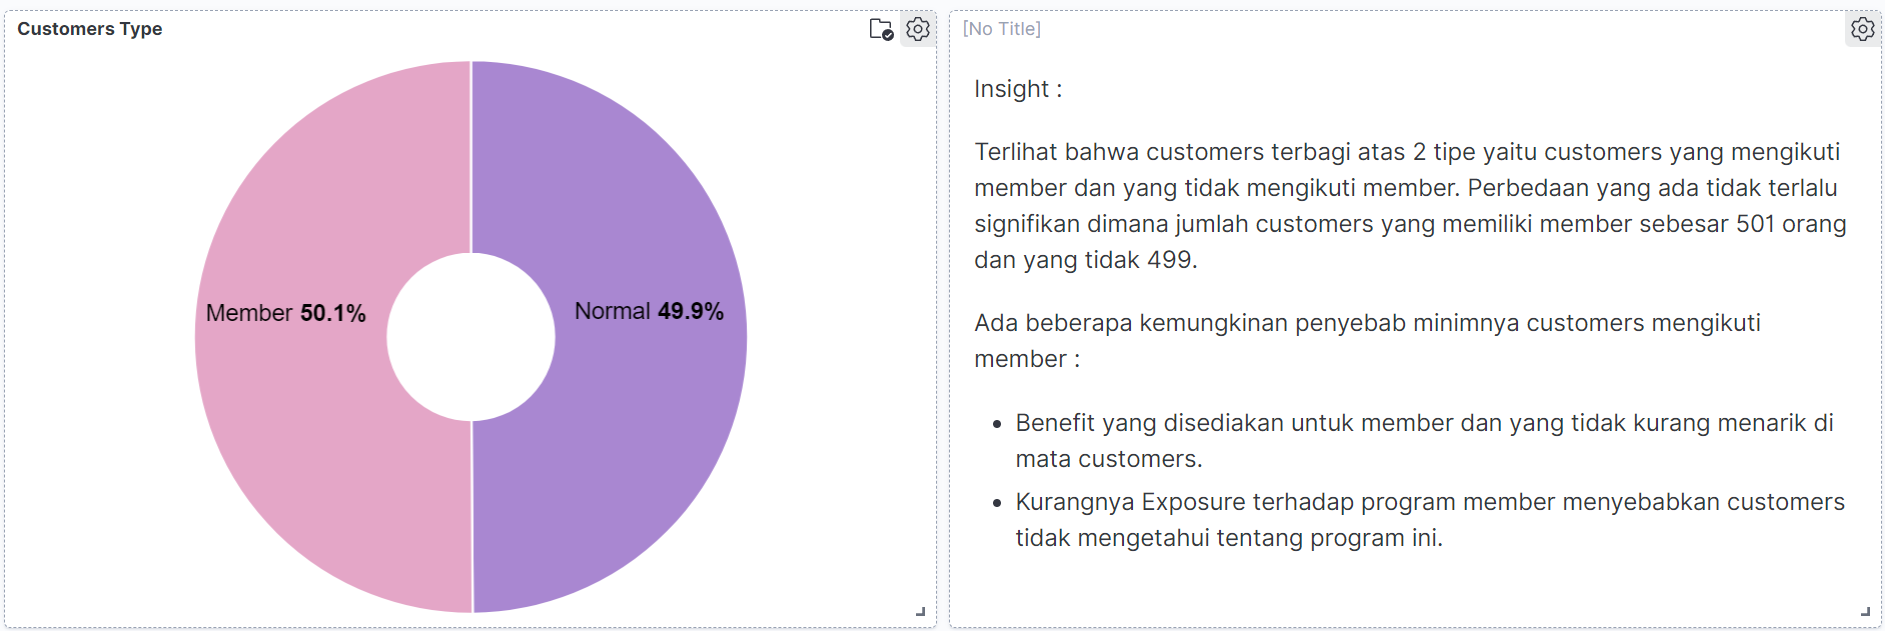 Customers Type
Member 50.1%
Normal 49.9%
[No Title]
Insight :
Terlihat bahwa customers terbagi atas 2 tipe yaitu customers yang mengikuti
member dan yang tidak mengikuti member. Perbedaan yang ada tidak terlalu
signifikan dimana jumlah customers yang memiliki member sebesar 501 orang
dan yang tidak 499.
Ada beberapa kemungkinan penyebab minimnya customers mengikuti
member :
• Benefit yang disediakan untuk member dan yang tidak kurang menarik di
mata customers.
• Kurangnya Exposure terhadap program member menyebabkan customers
tidak mengetahui tentang program ini.